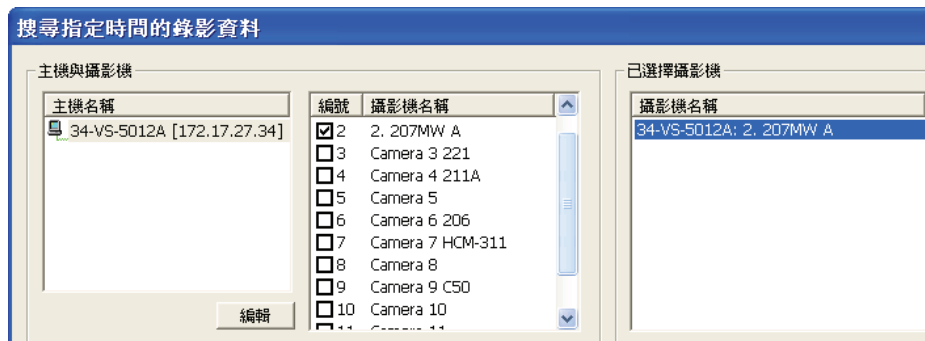 搜尋指定時間的錄影資料
主機與攝影機
主機名稱
34-VS-5012A [172.17.27.34]
編輯
編號 攝影機名稱
2 2. 207MW A
3 Camera 3 221
4 Camera 4 211A
5 Camera 5
6 Camera 6 206
7 Camera 7 HCM-311
8 Camera 8
9 Camera 9 C50
10 Camera 10
已選擇攝影機
攝影機名稱
34-VS-5012A: 2. 207MW A